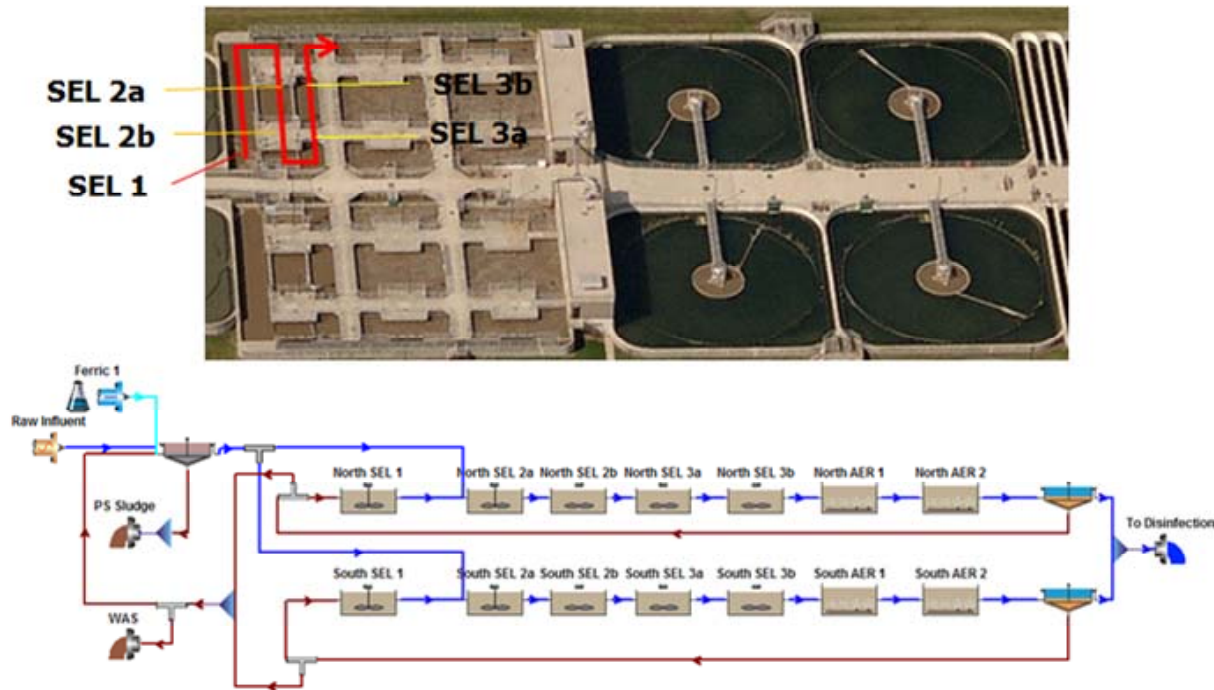 SEL 2a
SEL 3b
SEL 2b
SEL 3a
SEL 1
Ferric 1
Raw Influent
North SEL 1
North SEL 2a
North SEL 2b
North SEL 3a
North SEL 3b
North AER 1
North AER 2
PS Sludge
To Disinfection
South SEL 1
South SEL 2a
South SEL 2b
South SEL 3a
South SEL 3b
South AER 1
South AER 2
WAS